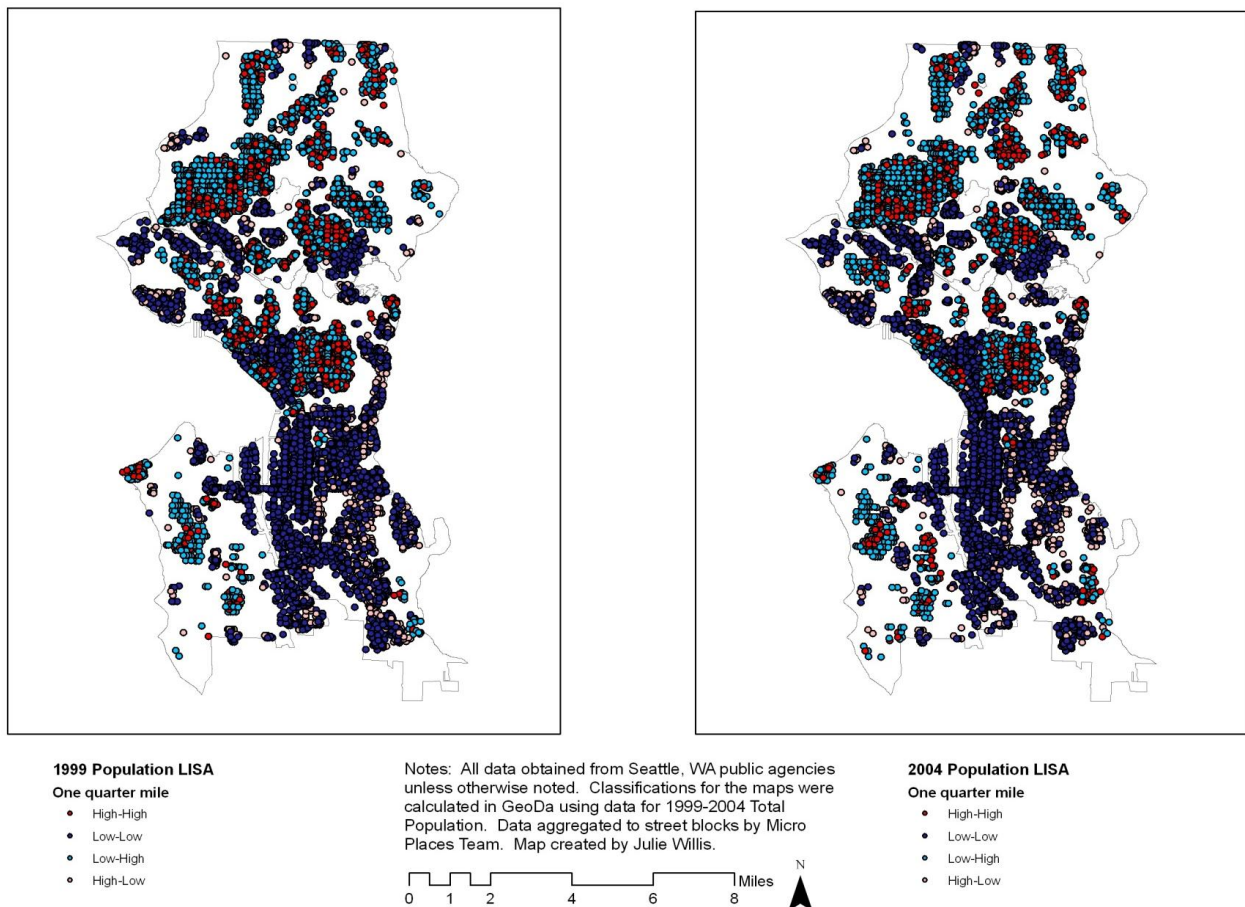 1999 Population LISA
One quarter mile
High-High
Low-Low
Low-High
High-Low
Notes: All data obtained from Seattle, WA public agencies
unless otherwise noted. Classifications for the maps were
calculated in GeoDa using data for 1999-2004 Total
Population. Data aggregated to street blocks by Micro
Places Team. Map created by Julie Willis.
Miles
0 1 2 4 6 8
N
2004 Population LISA
One quarter mile
High-High
Low-Low
Low-High
High-Low